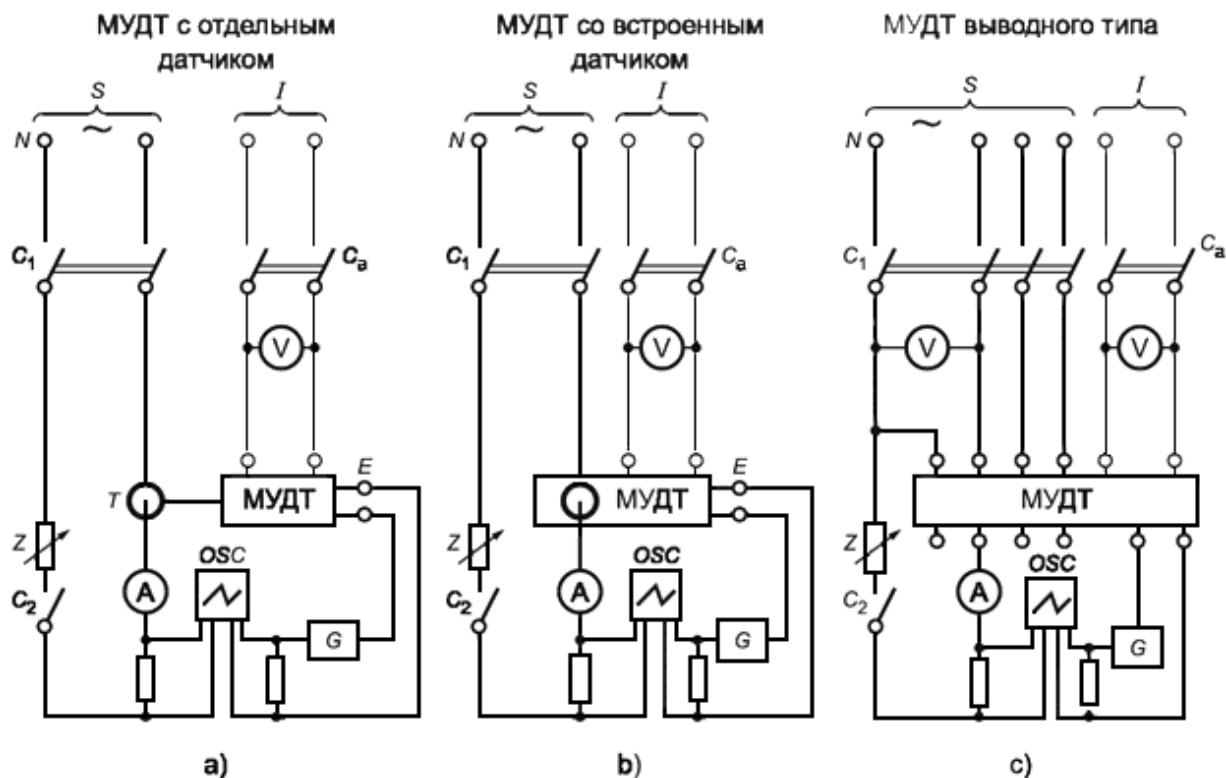 МУДТ с отдельным
датчиком
S
I
~
N
C1
Ca
V
T
МУДТ
E
Z
OSC
A
C2
G
a)
МУДТ со встроенным
датчиком
S
I
~
N
C1
Ca
V
МУДТ
E
Z
OSC
A
C2
G
b)
МУДТ выводного типа
S
I
~
N
C1
Ca
V
V
МУДТ
Z
OSC
A
C2
G
c)